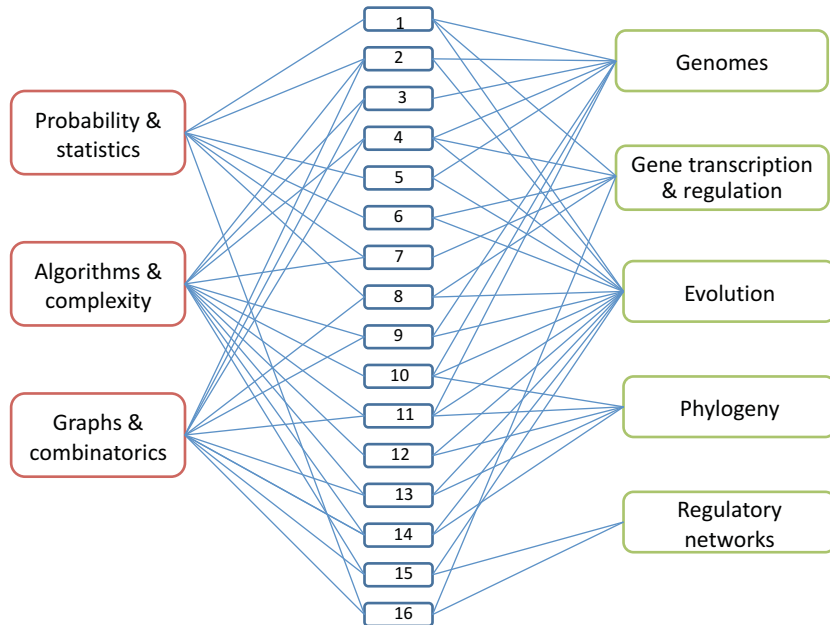 Probability &
statistics
Algorithms &
complexity
Graphs &
combinatorics
1
2
3
4
5
6
7
8
9
10
11
12
13
14
15
16
Genomes
Gene transcription
& regulation
Evolution
Phylogeny
Regulatory
networks